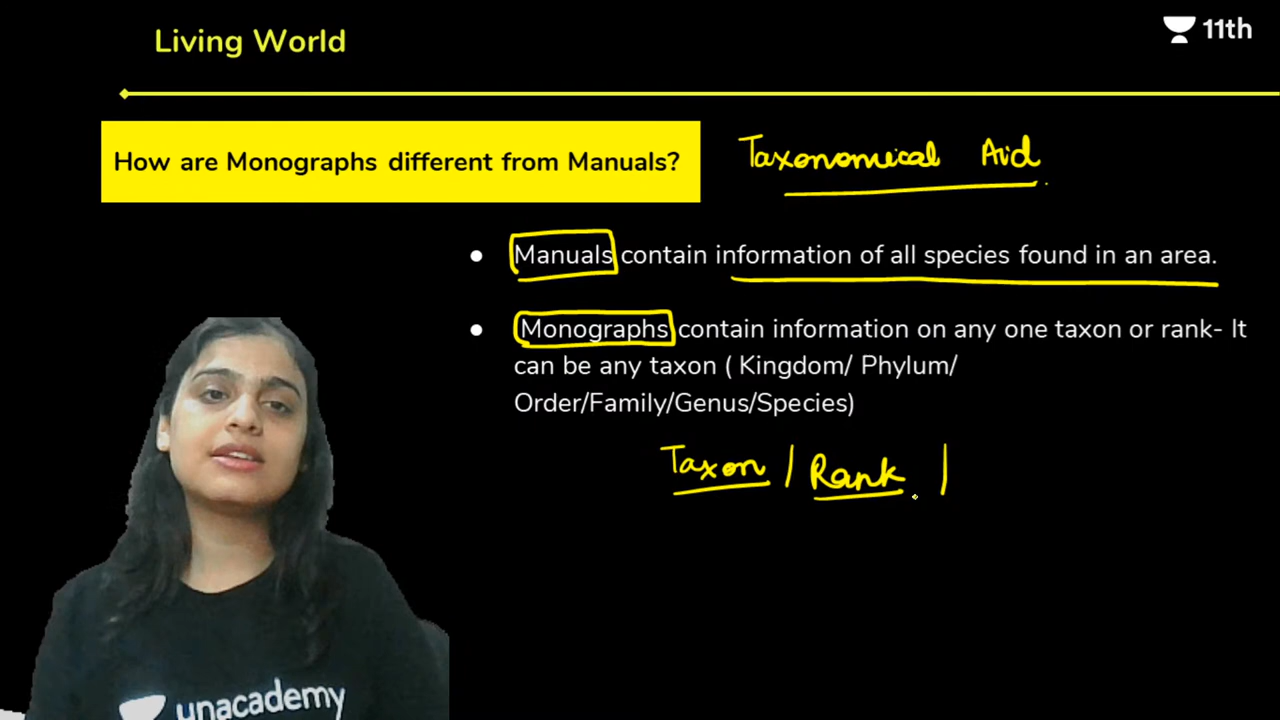 Living World
11th
How are Monographs different from Manuals?
Taxonomical Aid
● Manuals contain information of all species found in an area.
● Monographs contain information on any one taxon or rank- It
can be any taxon ( Kingdom/ Phylum/
Order/Family/Genus/Species)
Taxon | Rank |
unacademy